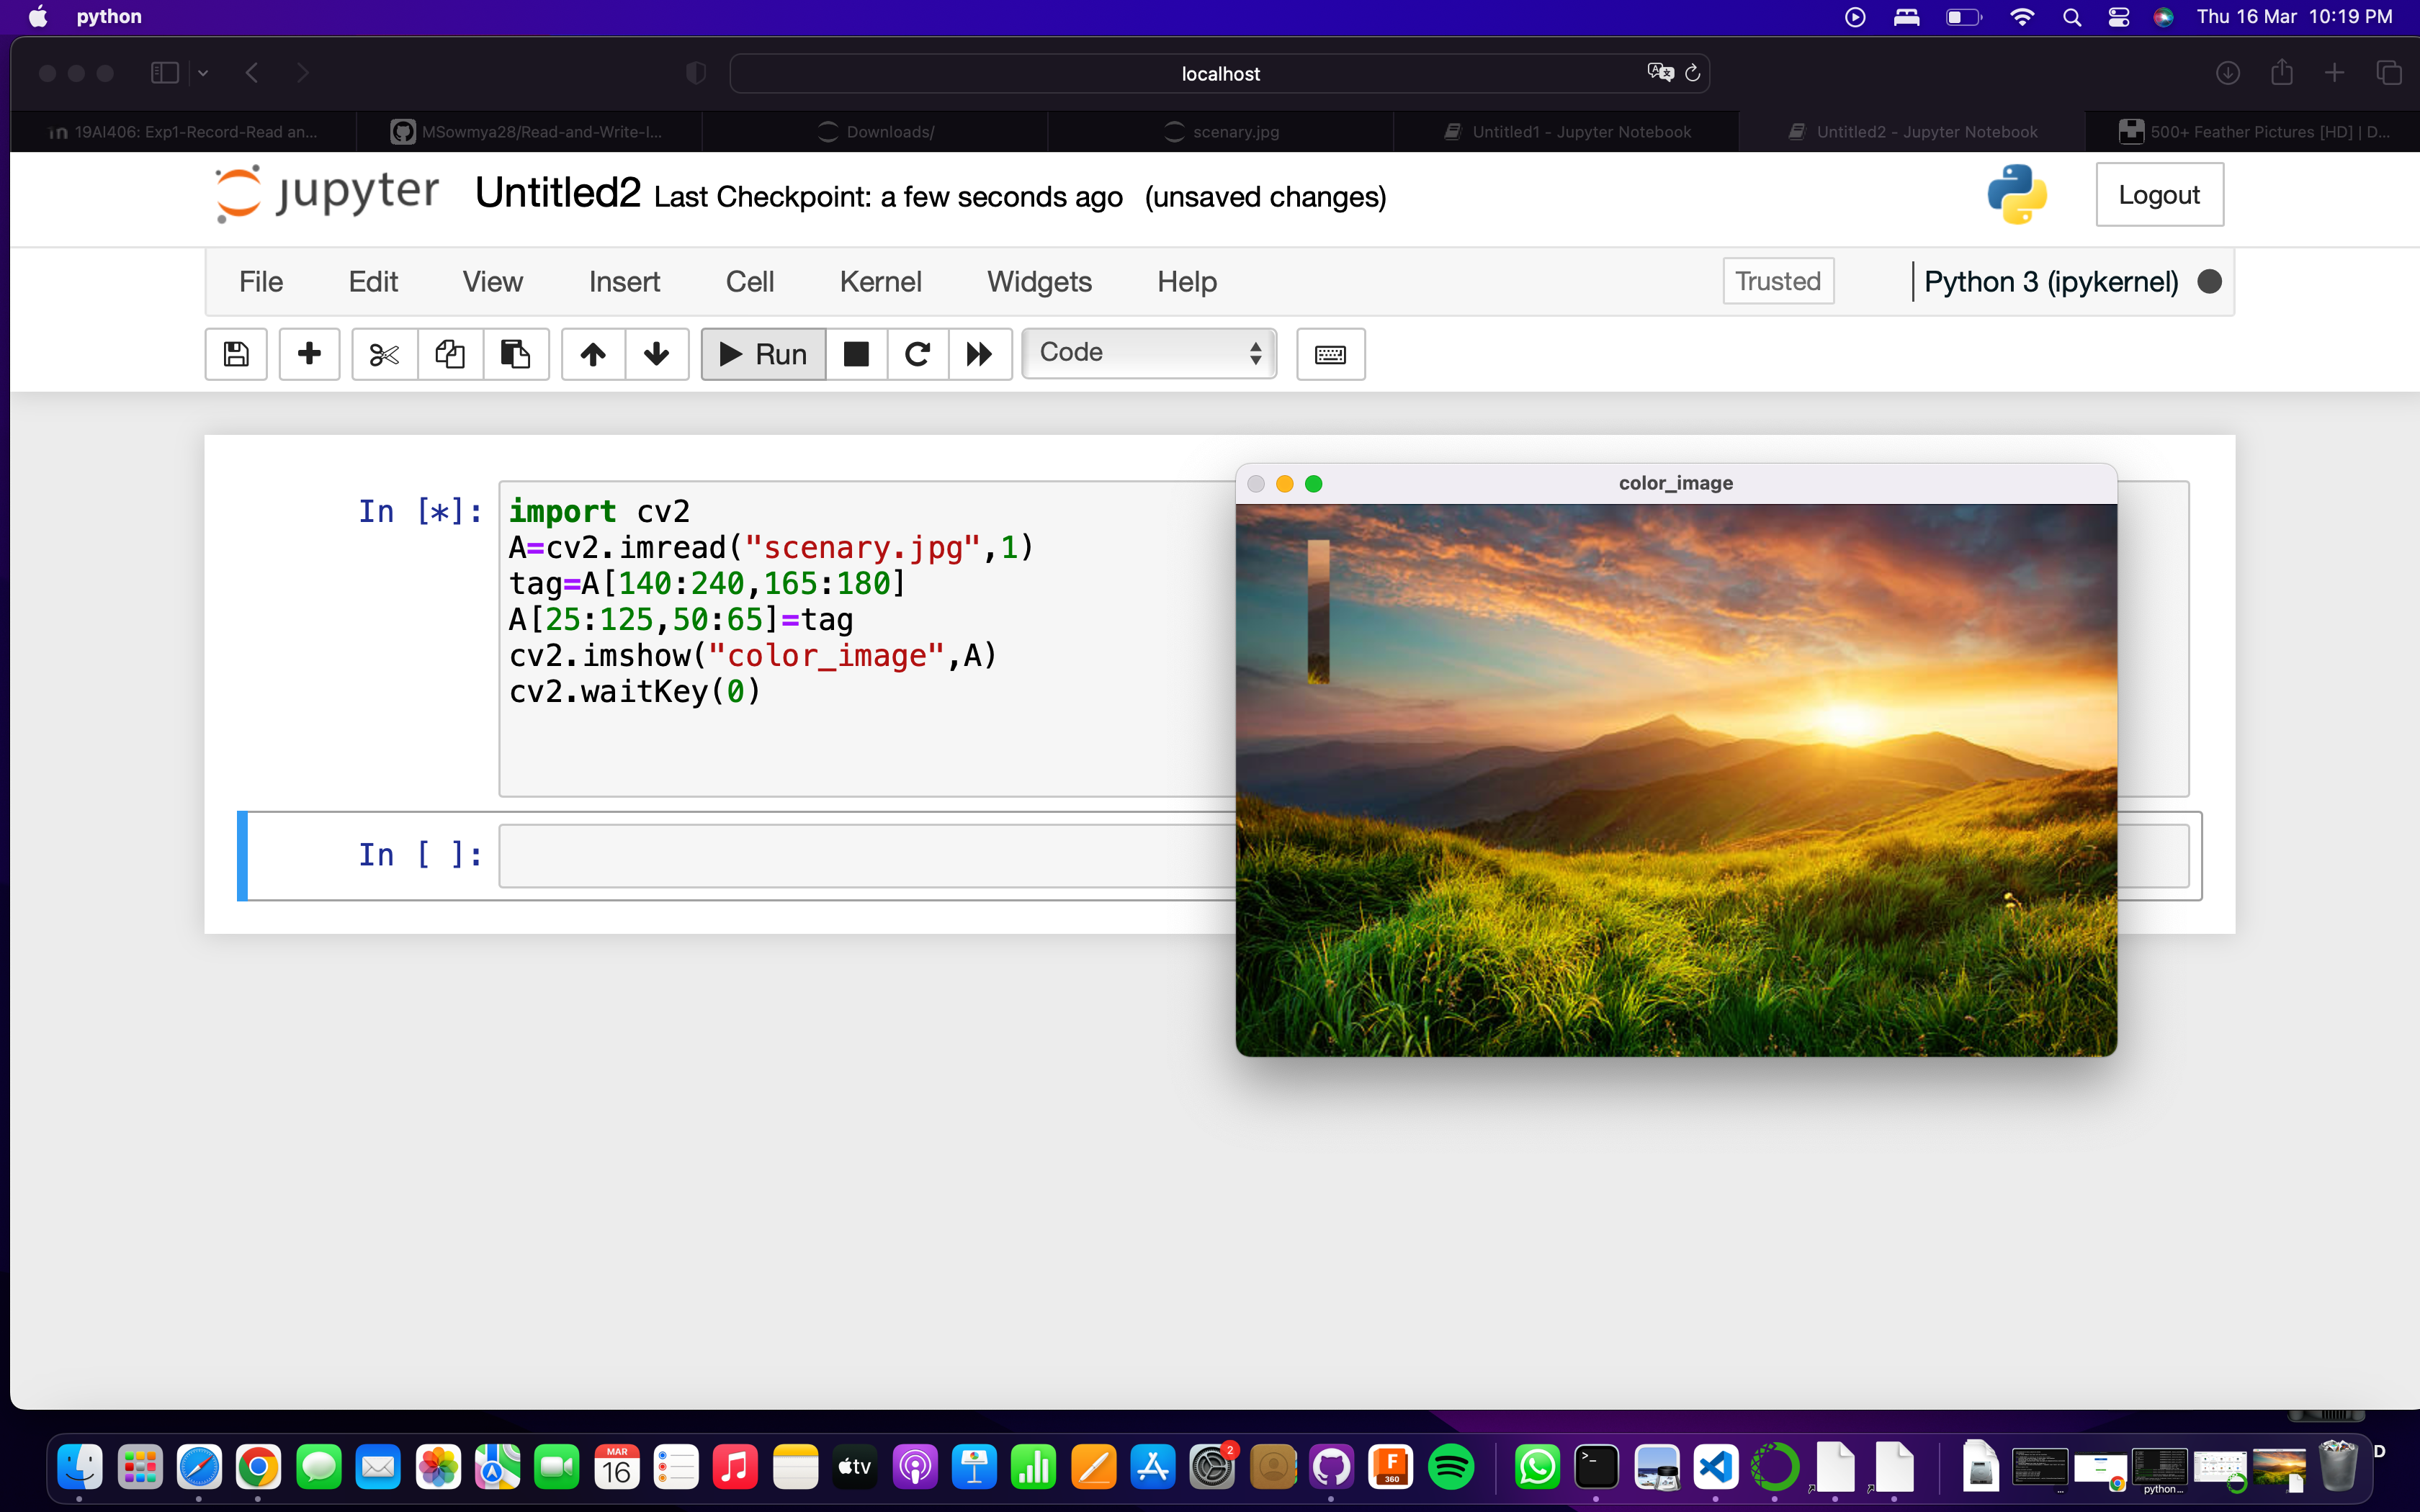 python
Thu 16 Mar 10:19 PM
localhost
19AI406: Exp1-Record-Read an...
MSowmya28/Read-and-Write-I...
Downloads/
scenary.jpg
Untitled1 - Jupyter Notebook
Untitled2 - Jupyter Notebook
500+ Feather Pictures [HD] | D...
jupyter Untitled2 Last Checkpoint: a few seconds ago (unsaved changes)
Logout
File Edit View Insert Cell Kernel Widgets Help
Trusted
Python 3 (ipykernel)
Run
Code
In [*]:
import cv2
A=cv2.imread("scenary.jpg",1)
tag=A[140:240,165:180]
A[25:125,50:65]=tag
cv2.imshow("color_image",A)
cv2.waitKey(0)
In [ ]:
color_image
MAR
16
tv
2
F
360
>_
python...
D